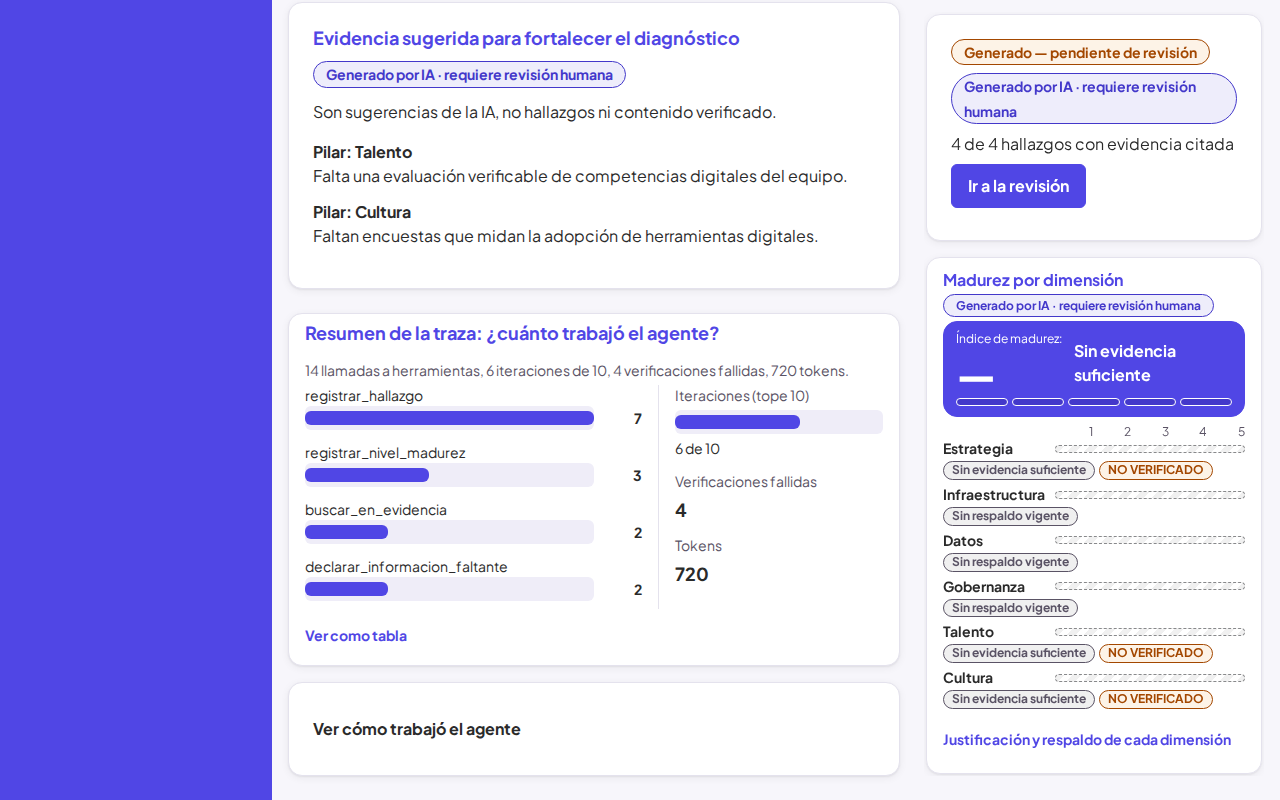 Evidencia sugerida para fortalecer el diagnóstico
Generado por IA · requiere revisión humana
Son sugerencias de la IA, no hallazgos ni contenido verificado.
Pilar: Talento
Falta una evaluación verificable de competencias digitales del equipo.
Pilar: Cultura
Faltan encuestas que midan la adopción de herramientas digitales.
Resumen de la traza: ¿cuánto trabajó el agente?
14 llamadas a herramientas, 6 iteraciones de 10, 4 verificaciones fallidas, 720 tokens.
registrar_hallazgo
7
registrar_nivel_madurez
3
buscar_en_evidencia
2
declarar_informacion_faltante
2
Iteraciones (tope 10)
6 de 10
Verificaciones fallidas
4
Tokens
720
Ver como tabla
Ver cómo trabajó el agente
Generado — pendiente de revisión
Generado por IA · requiere revisión
humana
4 de 4 hallazgos con evidencia citada
Ir a la revisión
Madurez por dimensión
Generado por IA · requiere revisión humana
Índice de madurez:
—
Sin evidencia
suficiente
1 2 3 4 5
Estrategia
Sin evidencia suficiente NO VERIFICADO
Infraestructura
Sin respaldo vigente
Datos
Sin respaldo vigente
Gobernanza
Sin respaldo vigente
Talento
Sin evidencia suficiente NO VERIFICADO
Cultura
Sin evidencia suficiente NO VERIFICADO
Justificación y respaldo de cada dimensión